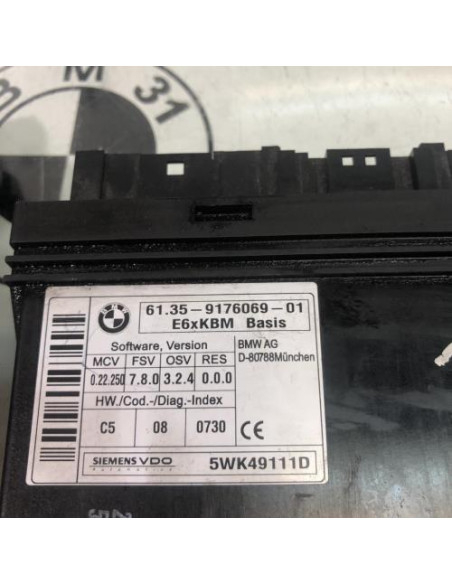 M 31
m
61.35 - 9176069 - 01
E6xKBM Basis
Software, Version
BMW AG
D-80788München
MCV FSV OSV RES
0.22.250 7.8.0 3.2.4 0.0.0
HW./Cod.-/Diag.-Index
C5 08 0730 CE
SIEMENS VDO
Automotive
5WK49111D